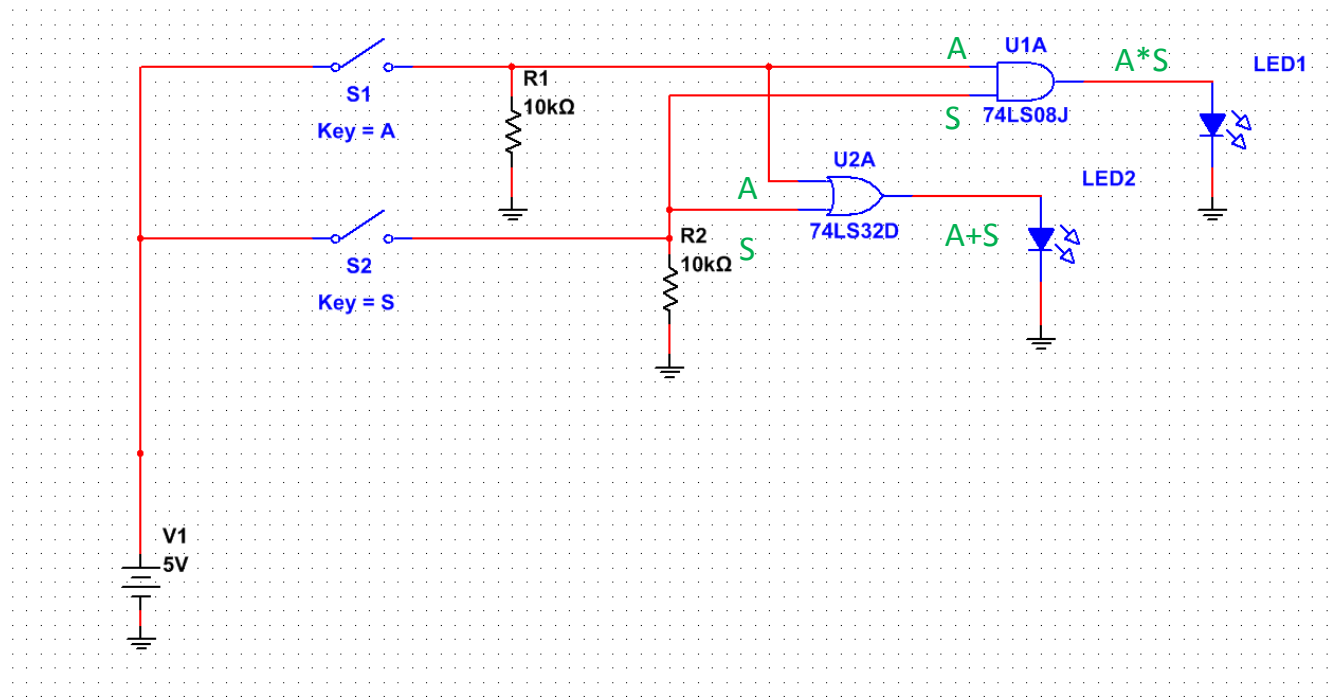 A
U1A
A*S
LED1
R1
10kΩ
S1
Key = A
S
74LS08J
U2A
LED2
A
74LS32D
A+S
R2
10kΩ
S
S2
Key = S
V1
5V